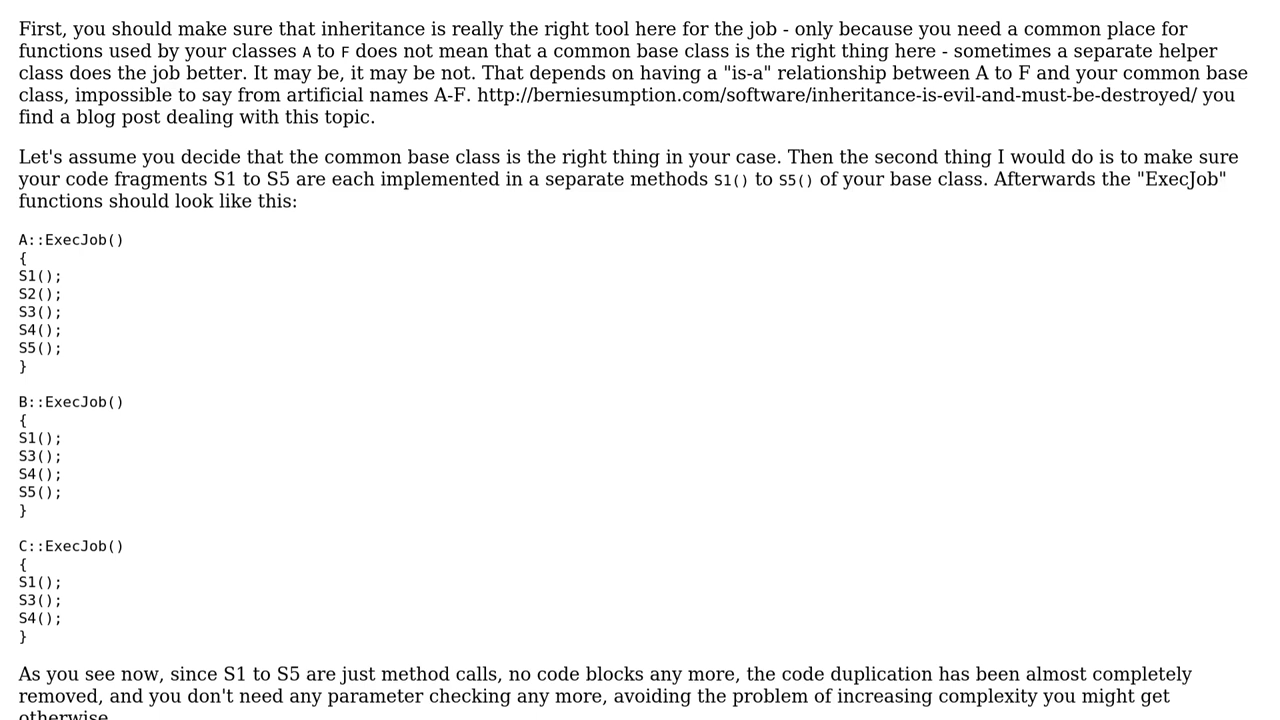 First, you should make sure that inheritance is really the right tool here for the job - only because you need a common place for
functions used by your classes A to F does not mean that a common base class is the right thing here - sometimes a separate helper
class does the job better. It may be, it may be not. That depends on having a "is-a" relationship between A to F and your common base
class, impossible to say from artificial names A-F. http://berniesumption.com/software/inheritance-is-evil-and-must-be-destroyed/ you
find a blog post dealing with this topic.
Let's assume you decide that the common base class is the right thing in your case. Then the second thing I would do is to make sure
your code fragments S1 to S5 are each implemented in a separate methods S1() to S5() of your base class. Afterwards the "ExecJob"
functions should look like this:
A::ExecJob()
{
S1();
S2();
S3();
S4();
S5();
}
B::ExecJob()
{
S1();
S3();
S4();
S5();
}
C::ExecJob()
{
S1();
S3();
S4();
}
As you see now, since S1 to S5 are just method calls, no code blocks any more, the code duplication has been almost completely
removed, and you don't need any parameter checking any more, avoiding the problem of increasing complexity you might get
otherwise.